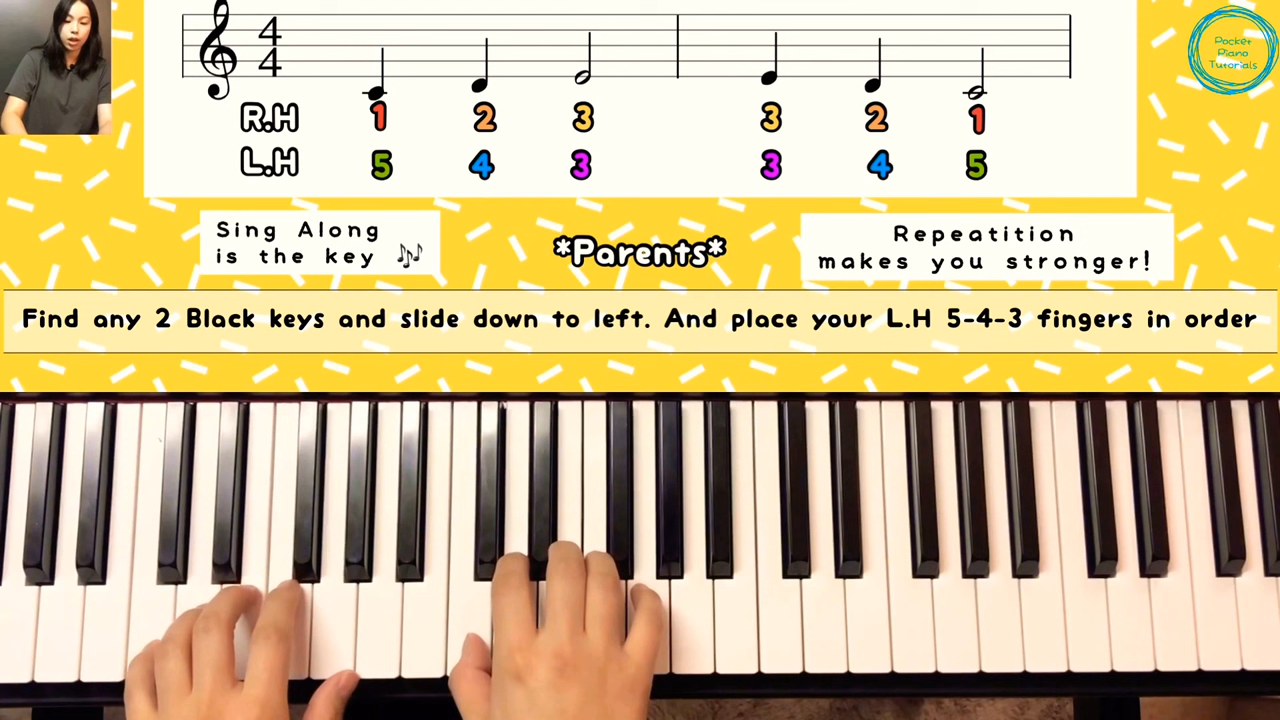 4
4
R.H 1 2 3 3 2 1
L.H 5 4 3 3 4 5
Sing Along
is the key
*Parents*
Repeatition
makes you stronger!
Find any 2 Black keys and slide down to left. And place your L.H 5-4-3 fingers in order
Pocket
Piano
Tutorials